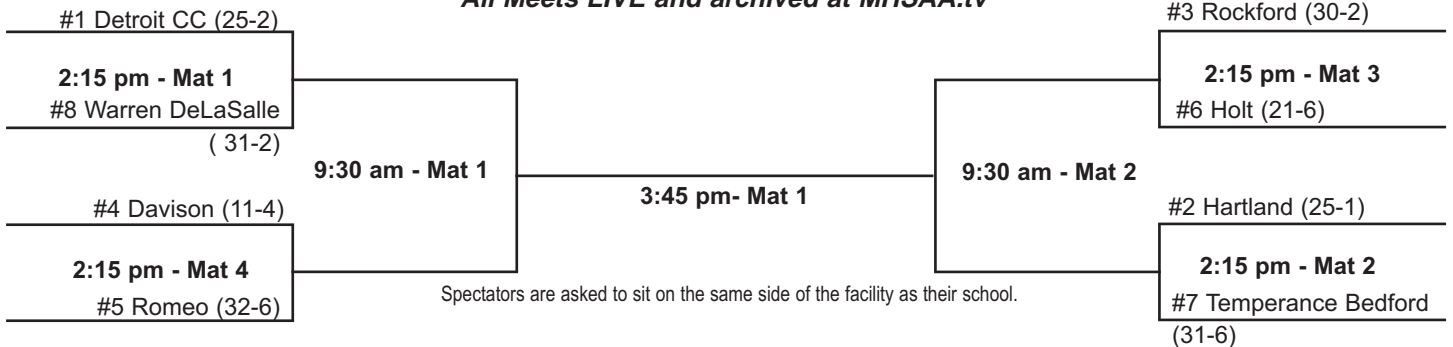 All Meets LIVE and archived at MHSAA.tv
#1 Detroit CC (25-2)
2:15 pm - Mat 1
#8 Warren DeLaSalle
( 31-2)
9:30 am - Mat 1
#4 Davison (11-4)
2:15 pm - Mat 4
#5 Romeo (32-6)
3:45 pm- Mat 1
Spectators are asked to sit on the same side of the facility as their school.
#3 Rockford (30-2)
2:15 pm - Mat 3
#6 Holt (21-6)
9:30 am - Mat 2
#2 Hartland (25-1)
2:15 pm - Mat 2
#7 Temperance Bedford
(31-6)